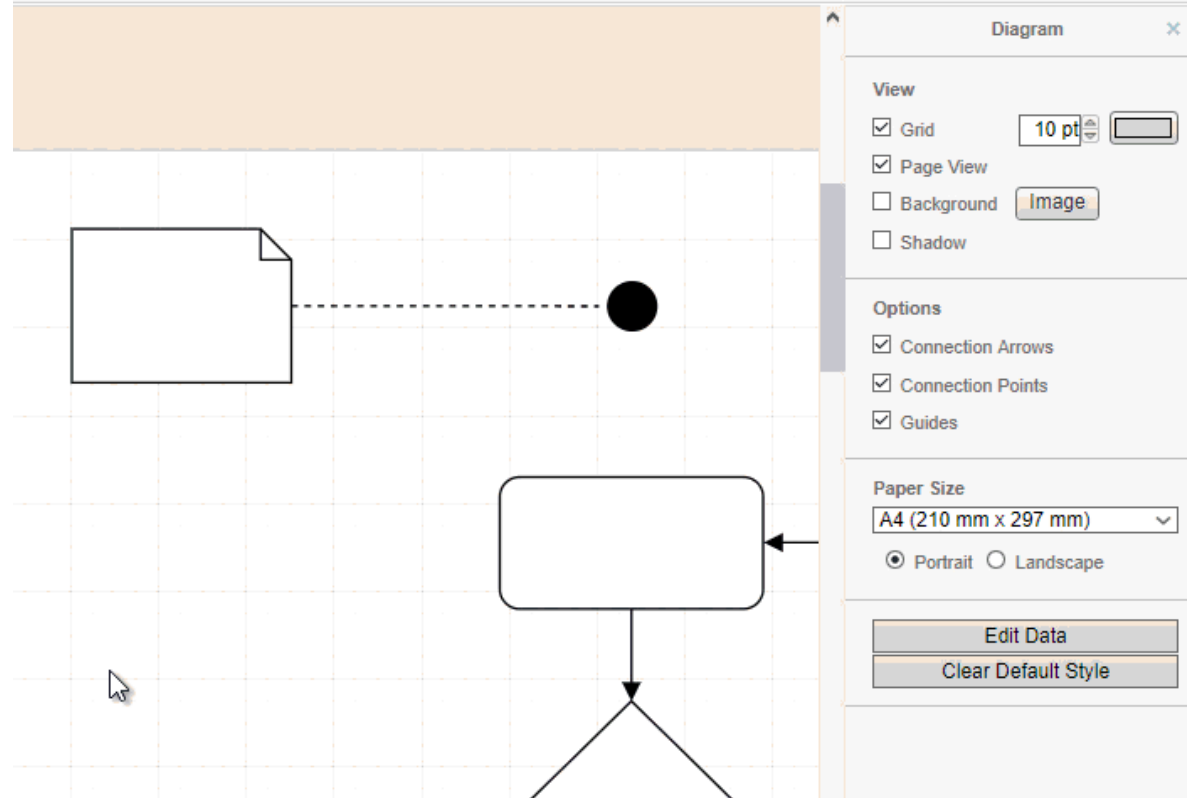 Diagram
View
Grid 10 pt
Page View
Background Image
Shadow
Options
Connection Arrows
Connection Points
Guides
Paper Size
A4 (210 mm x 297 mm)
Portrait Landscape
Edit Data
Clear Default Style